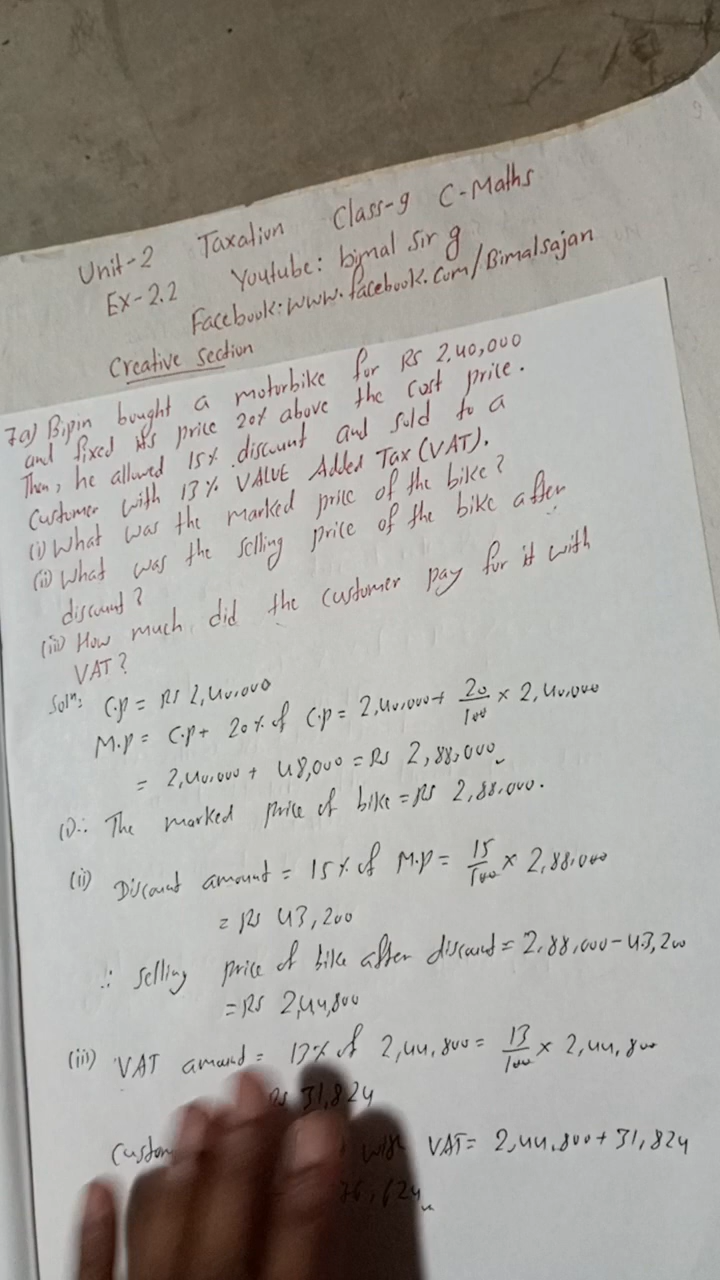 Unit-2 Taxation Class-9 C-Maths
Ex-2.2 Youtube: bimal sir g
Facebook: www.facebook.com/Bimalsajan
Creative section
7a) Bipin bought a motorbike for RS 2,40,000
and fixed its price 20% above the cost price.
Then, he allowed 15% discount and sold to a
customer with 13% VALUE Added Tax (VAT).
(i) What was the marked price of the bike?
(ii) What was the selling price of the bike after
discount?
(iii) How much did the customer pay for it with
VAT?
Solⁿ: C.p = RS 2,40,000
M.p = C.p + 20% of C.p = 2,40,000 + 20/100 × 2,40,000
= 2,40,000 + 48,000 = Rs 2,88,000
(i) ∴ The marked price of bike = RS 2,88,000.
(ii) Discount amount = 15% of M.p = 15/100 × 2,88,000
= RS 43,200
∴ Selling price of bike after discount = 2,88,000 - 43,200
= RS 2,44,800
(iii) VAT amount = 13% of 2,44,800 = 13/100 × 2,44,800
Rs 31,824
Custom with VAT = 2,44,800 + 31,824
76,624